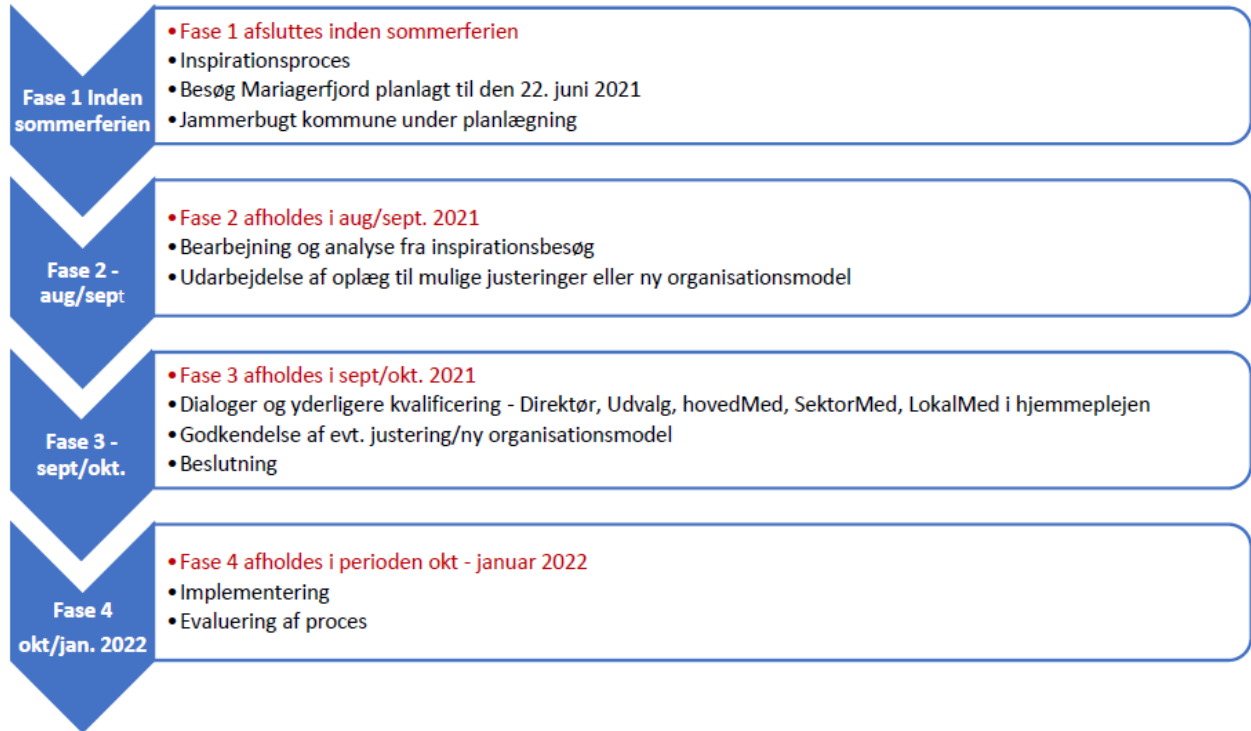 Fase 1 Inden
sommerferien
•Fase 1 afsluttes inden sommerferien
•Inspirationsproces
•Besøg Mariagerfjord planlagt til den 22. juni 2021
•Jammerbugt kommune under planlægning
Fase 2 -
aug/sept
•Fase 2 afholdes i aug/sept. 2021
•Bearbejning og analyse fra inspirationsbesøg
•Udarbejdelse af oplæg til mulige justeringer eller ny organisationsmodel
Fase 3 -
sept/okt.
•Fase 3 afholdes i sept/okt. 2021
•Dialoger og yderligere kvalificering - Direktør, Udvalg, hovedMed, SektorMed, LokalMed i hjemmeplejen
•Godkendelse af evt. justering/ny organisationsmodel
•Beslutning
Fase 4
okt/jan. 2022
•Fase 4 afholdes i perioden okt - januar 2022
•Implementering
•Evaluering af proces